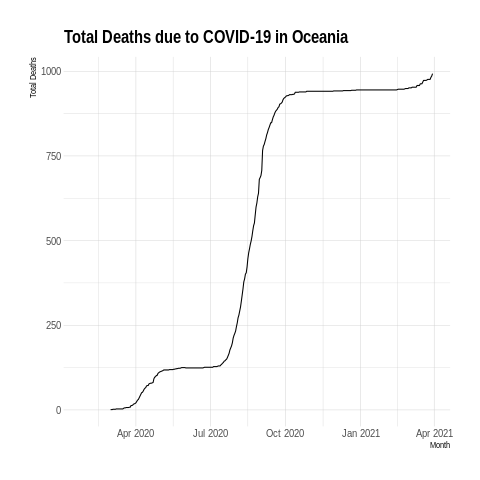 Total Deaths due to COVID-19 in Oceania
Total Deaths
1000
750
500
250
0
Apr 2020 Jul 2020 Oct 2020 Jan 2021 Apr 2021
Month